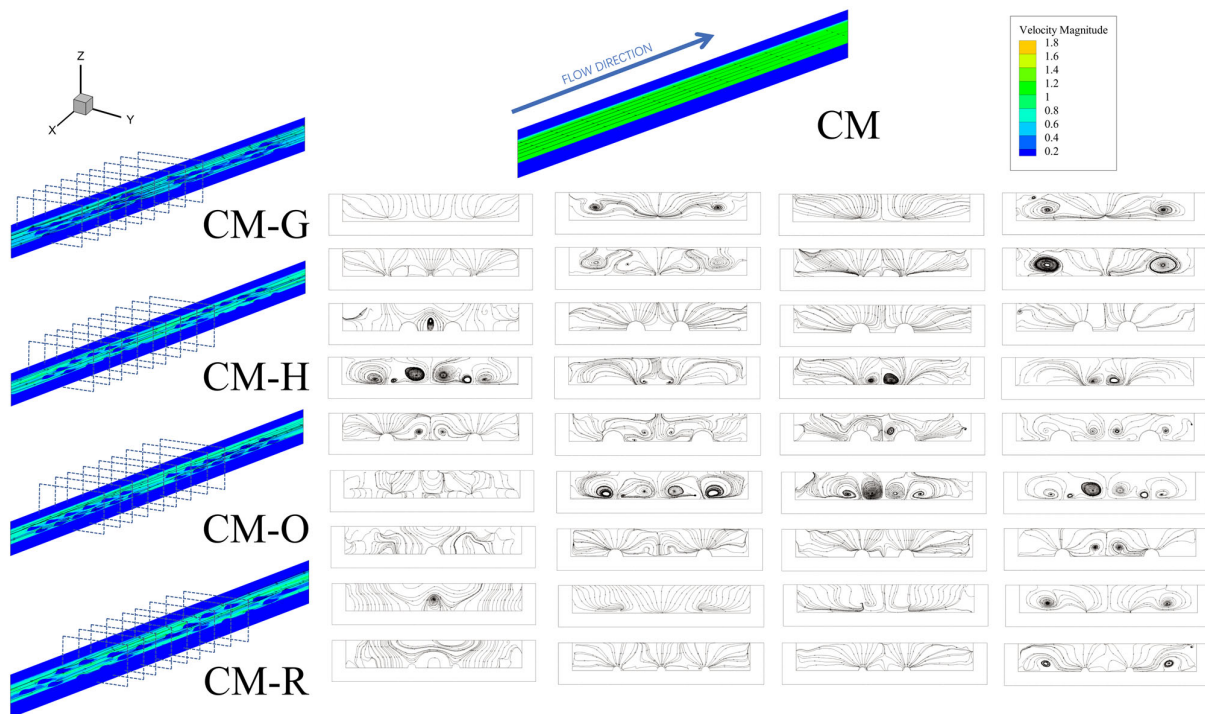 Z
X
Y
FLOW DIRECTION
CM
Velocity Magnitude
1.8
1.6
1.4
1.2
1
0.8
0.6
0.4
0.2
CM-G
CM-H
CM-O
CM-R